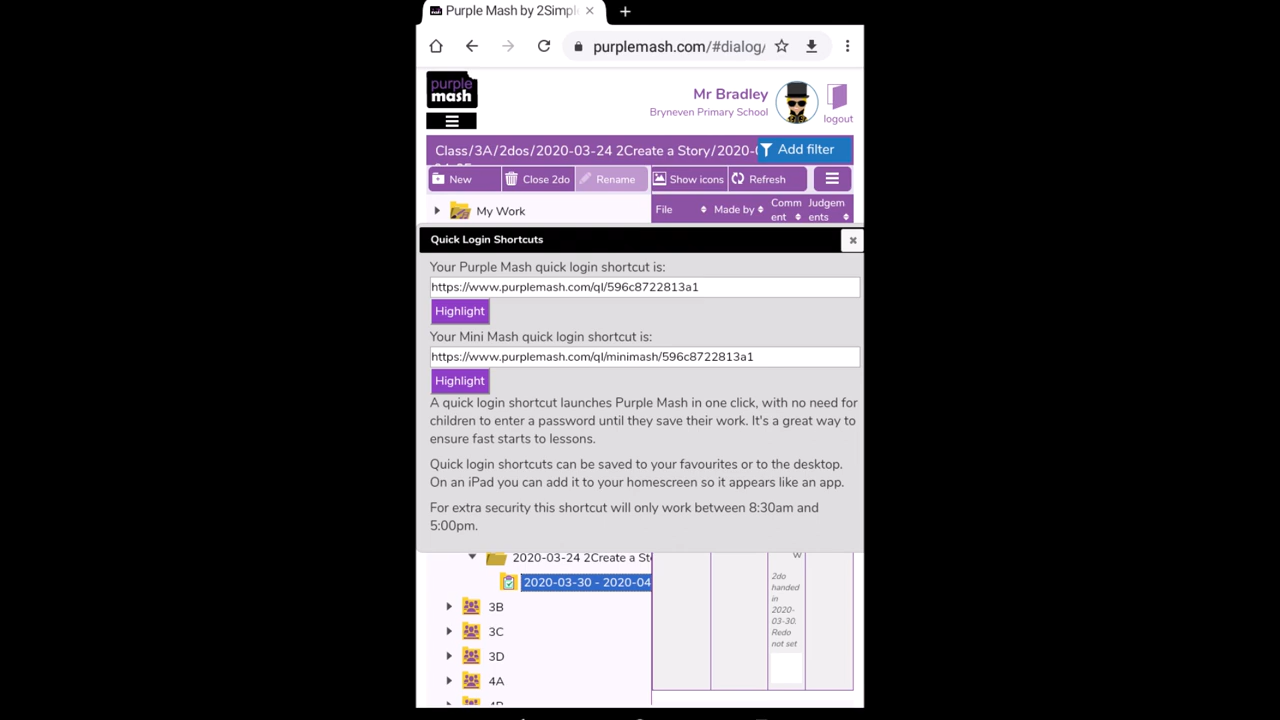 Purple Mash by 2Simpl
purplemash.com/#dialog/
purple
mash
Mr Bradley
Bryneven Primary School
logout
Class/3A/2dos/2020-03-24 2Create a Story/2020-0
Add filter
New
Close 2do
Rename
Show icons
Refresh
My Work
File
Made by
Comm
ent
Judgem
ents
Quick Login Shortcuts
Your Purple Mash quick login shortcut is:
https://www.purplemash.com/ql/596c8722813a1
Highlight
Your Mini Mash quick login shortcut is:
https://www.purplemash.com/ql/minimash/596c8722813a1
Highlight
A quick login shortcut launches Purple Mash in one click, with no need for
children to enter a password until they save their work. It's a great way to
ensure fast starts to lessons.
Quick login shortcuts can be saved to your favourites or to the desktop.
On an iPad you can add it to your homescreen so it appears like an app.
For extra security this shortcut will only work between 8:30am and
5:00pm.
2020-03-24 2Create a Sto
w
2020-03-30 - 2020-04
2do
handed
in
2020-
03-30.
Redo
not set
3B
3C
3D
4A